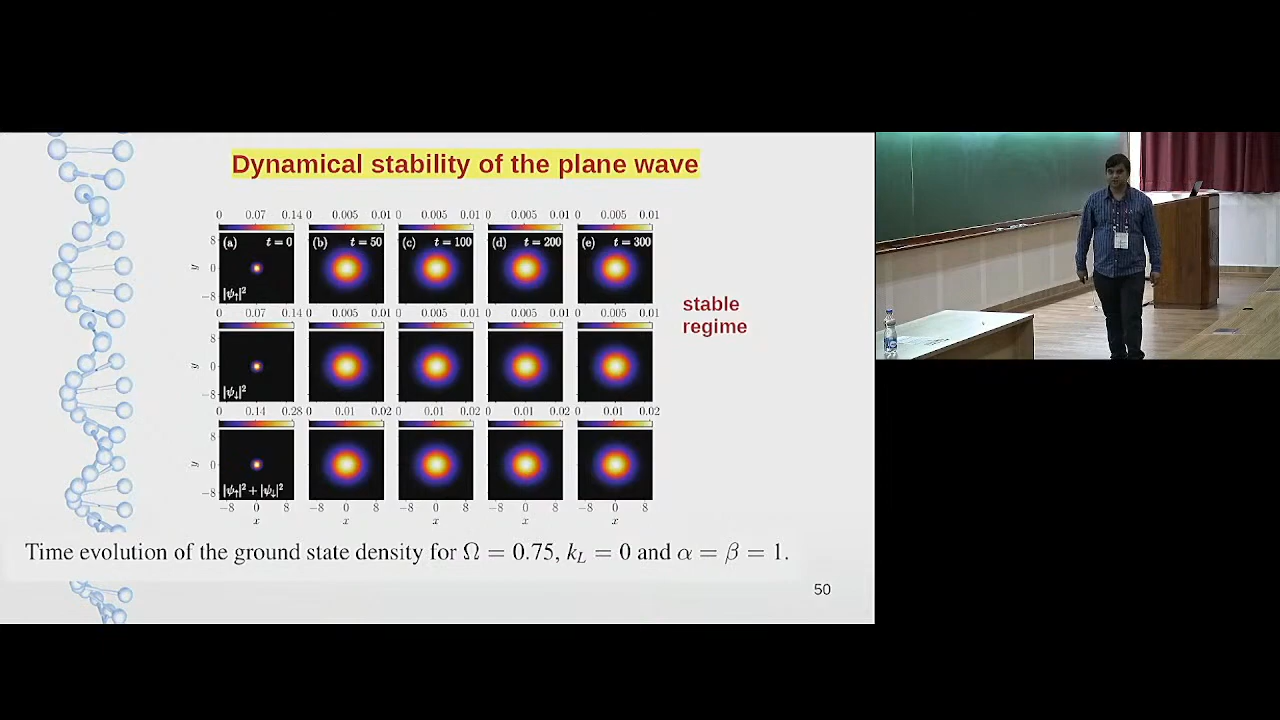 Dynamical stability of the plane wave
0 0.07 0.14 0 0.005 0.01 0 0.005 0.01 0 0.005 0.01 0 0.005 0.01
8 (a) t = 0 (b) t = 50 (c) t = 100 (d) t = 200 (e) t = 300
y 0
−8 |ψ↑|²
stable
regime
0 0.07 0.14 0 0.005 0.01 0 0.005 0.01 0 0.005 0.01 0 0.005 0.01
8
y 0
−8 |ψ↓|²
0 0.14 0.28 0 0.01 0.02 0 0.01 0.02 0 0.01 0.02 0 0.01 0.02
8
y 0
−8 |ψ↑|² + |ψ↓|²
−8 0 8 −8 0 8 −8 0 8 −8 0 8 −8 0 8
x x x x x
Time evolution of the ground state density for Ω = 0.75, k_L = 0 and α = β = 1.
50